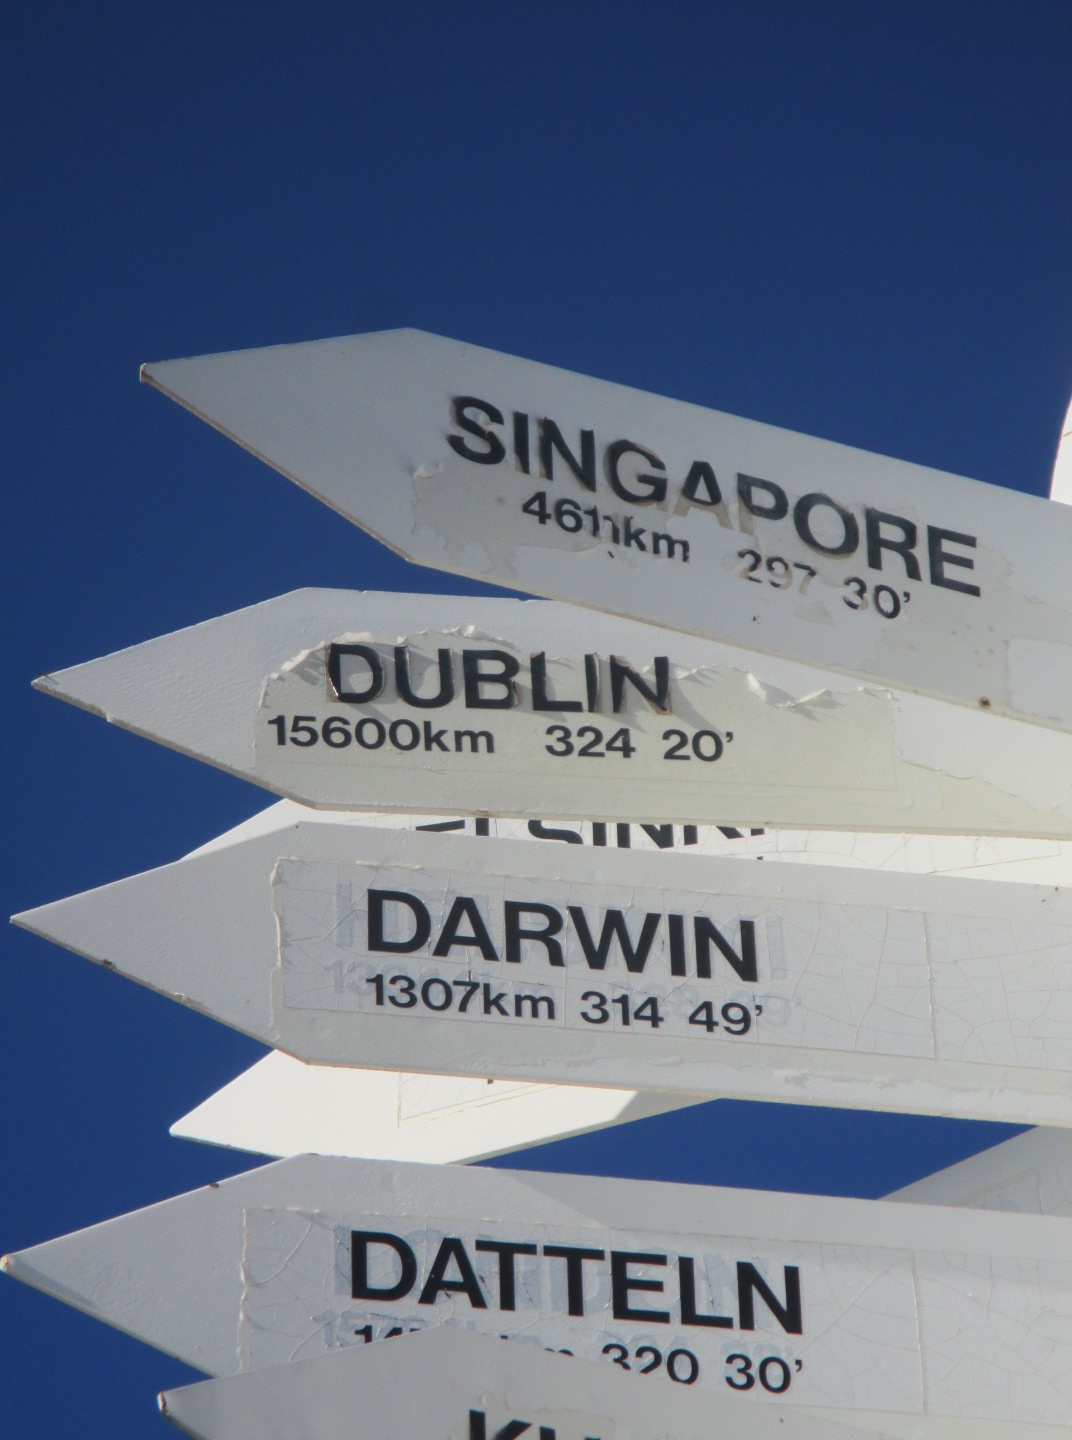 SINGAPORE
4611km 297 30'
DUBLIN
15600km 324 20'
DARWIN
1307km 314 49'
DATTELN
320 30'